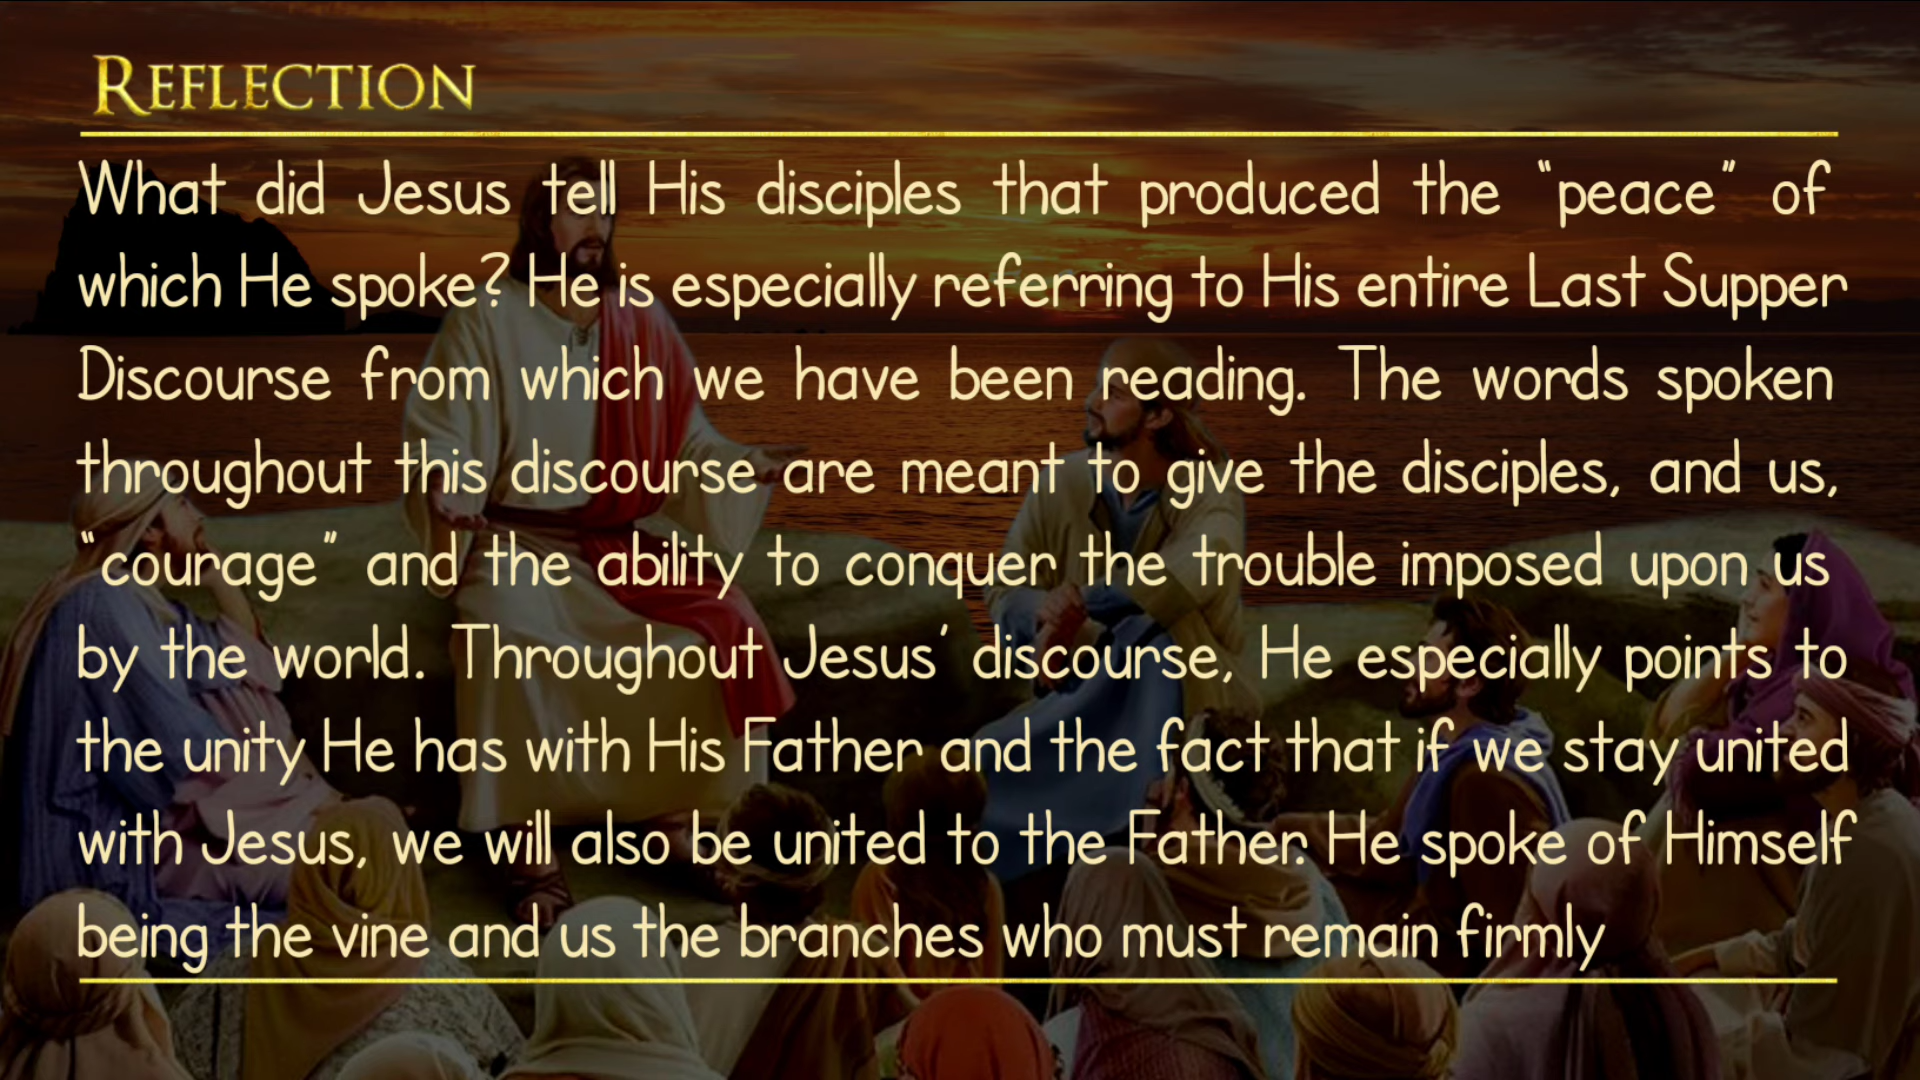 REFLECTION
What did Jesus tell His disciples that produced the “peace” of
which He spoke? He is especially referring to His entire Last Supper
Discourse from which we have been reading. The words spoken
throughout this discourse are meant to give the disciples, and us,
“courage” and the ability to conquer the trouble imposed upon us
by the world. Throughout Jesus’ discourse, He especially points to
the unity He has with His Father and the fact that if we stay united
with Jesus, we will also be united to the Father. He spoke of Himself
being the vine and us the branches who must remain firmly